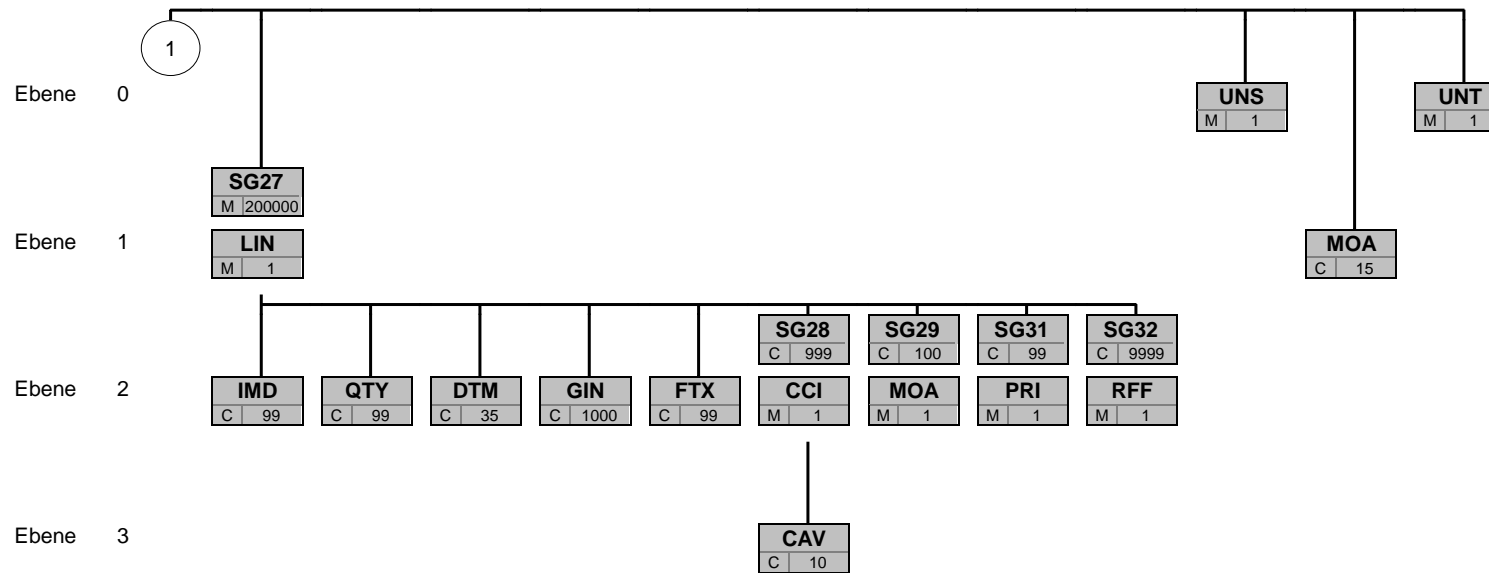 1
Ebene 0
UNS UNT
M 1 M 1
SG27
M 200000
Ebene 1
LIN MOA
M 1 C 15
SG28 SG29 SG31 SG32
C 999 C 100 C 99 C 9999
Ebene 2
IMD QTY DTM GIN FTX CCI MOA PRI RFF
C 99 C 99 C 35 C 1000 C 99 M 1 M 1 M 1 M 1
Ebene 3
CAV
C 10